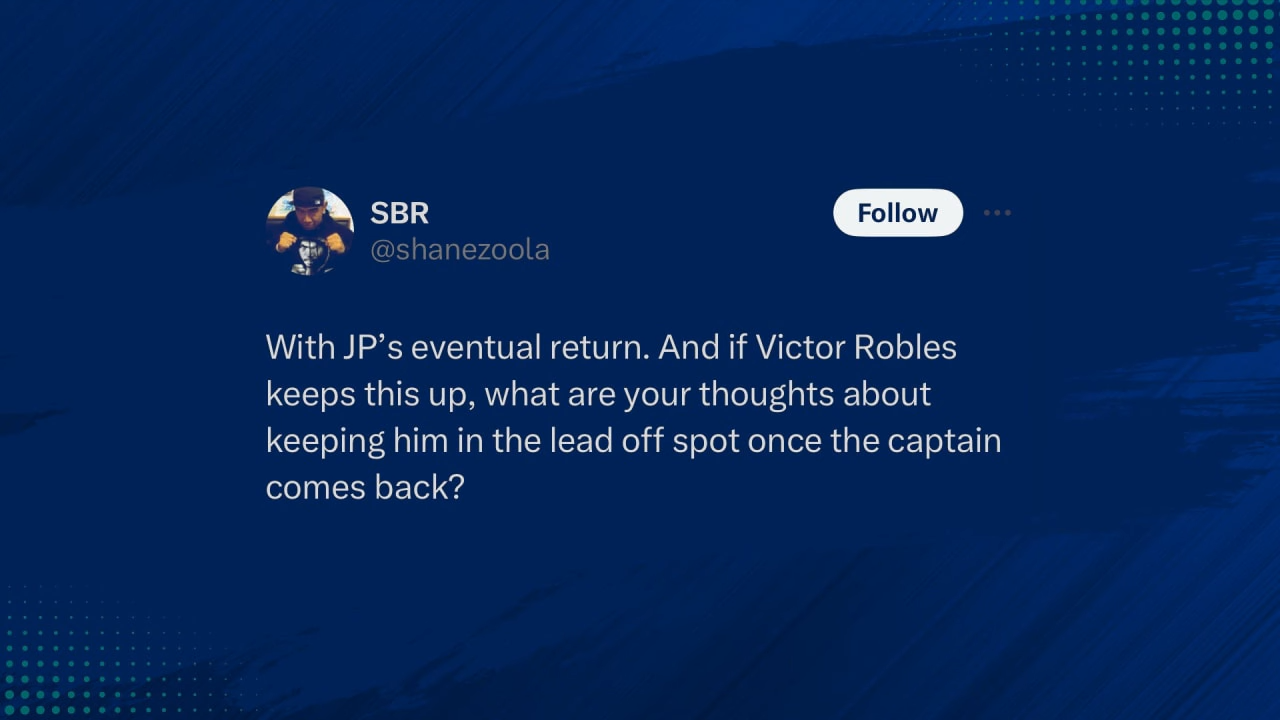 SBR
@shanezoola
Follow
With JP’s eventual return. And if Victor Robles
keeps this up, what are your thoughts about
keeping him in the lead off spot once the captain
comes back?